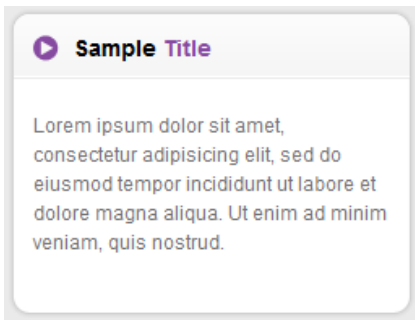 Sample Title
Lorem ipsum dolor sit amet,
consectetur adipisicing elit, sed do
eiusmod tempor incididunt ut labore et
dolore magna aliqua. Ut enim ad minim
veniam, quis nostrud.